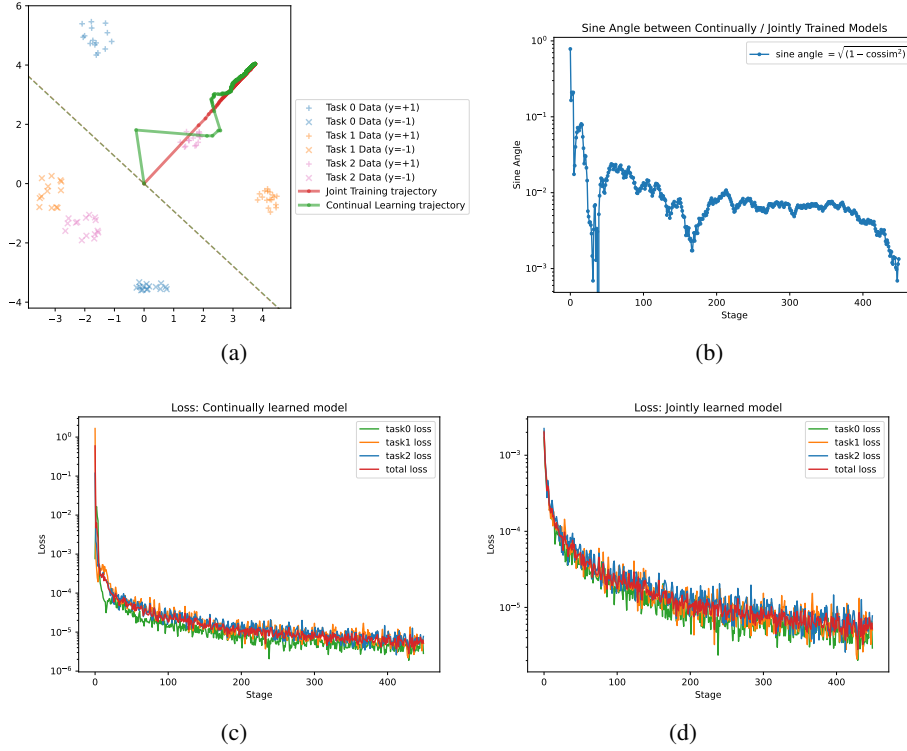 6
4
2
0
−2
−4
−3
−2
−1
0
1
2
3
4
Task 0 Data (y=+1)
Task 0 Data (y=-1)
Task 1 Data (y=+1)
Task 1 Data (y=-1)
Task 2 Data (y=+1)
Task 2 Data (y=-1)
Joint Training trajectory
Continual Learning trajectory
(a)
Sine Angle between Continually / Jointly Trained Models
sine angle = √(1 − cossim²)
Sine Angle
10⁰
10⁻¹
10⁻²
10⁻³
0
100
200
300
400
Stage
(b)
Loss: Continually learned model
task0 loss
task1 loss
task2 loss
total loss
Loss
10⁰
10⁻¹
10⁻²
10⁻³
10⁻⁴
10⁻⁵
10⁻⁶
0
100
200
300
400
Stage
(c)
Loss: Jointly learned model
task0 loss
task1 loss
task2 loss
total loss
Loss
10⁻³
10⁻⁴
10⁻⁵
0
100
200
300
400
Stage
(d)